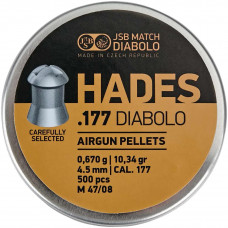 JSB MATCH
DIABOLO
MADE IN CZECH REPUBLIC
HADES
.177 DIABOLO
CAREFULLY
SELECTED
AIRGUN PELLETS
0,670 g | 10,34 gr
4.5 mm | CAL. 177
500 pcs
M 47/08